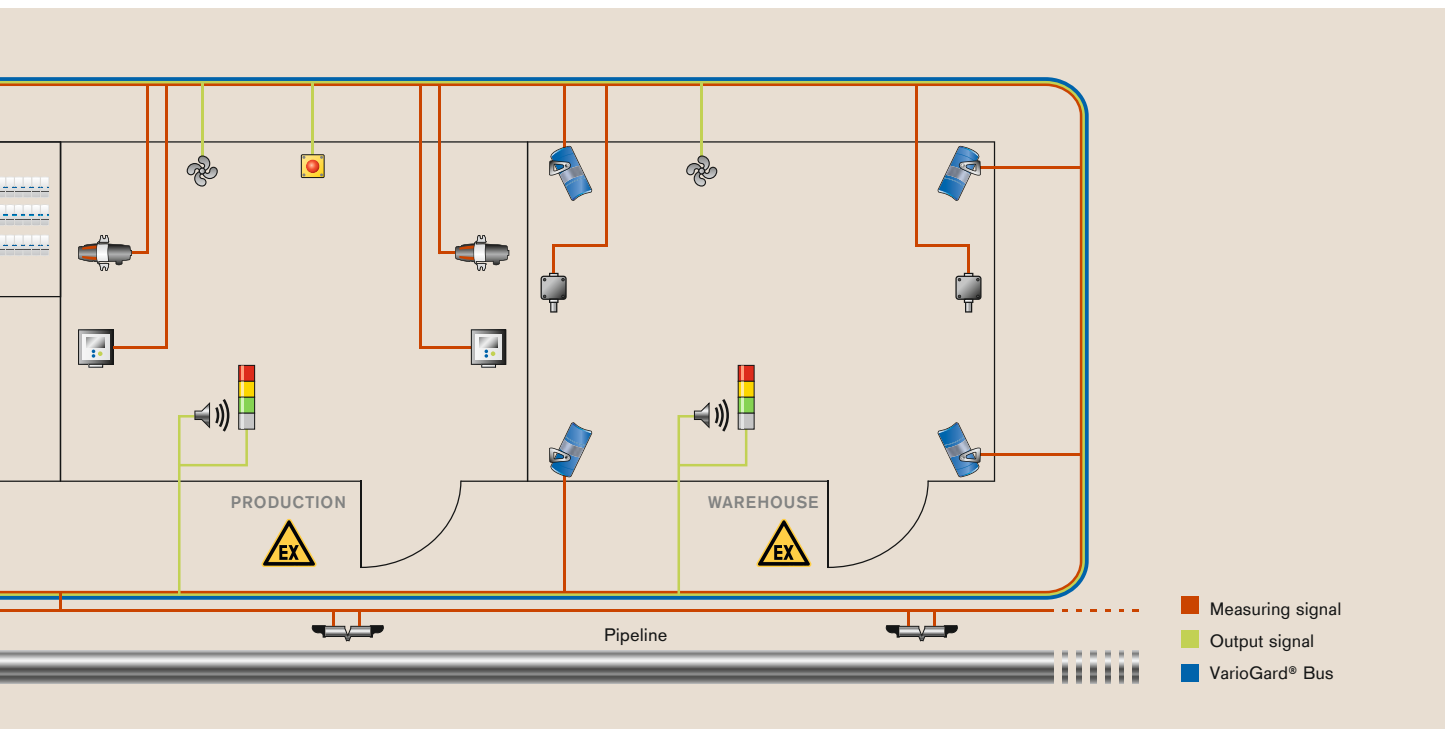 PRODUCTION
EX
WAREHOUSE
EX
Pipeline
Measuring signal
Output signal
VarioGard® Bus